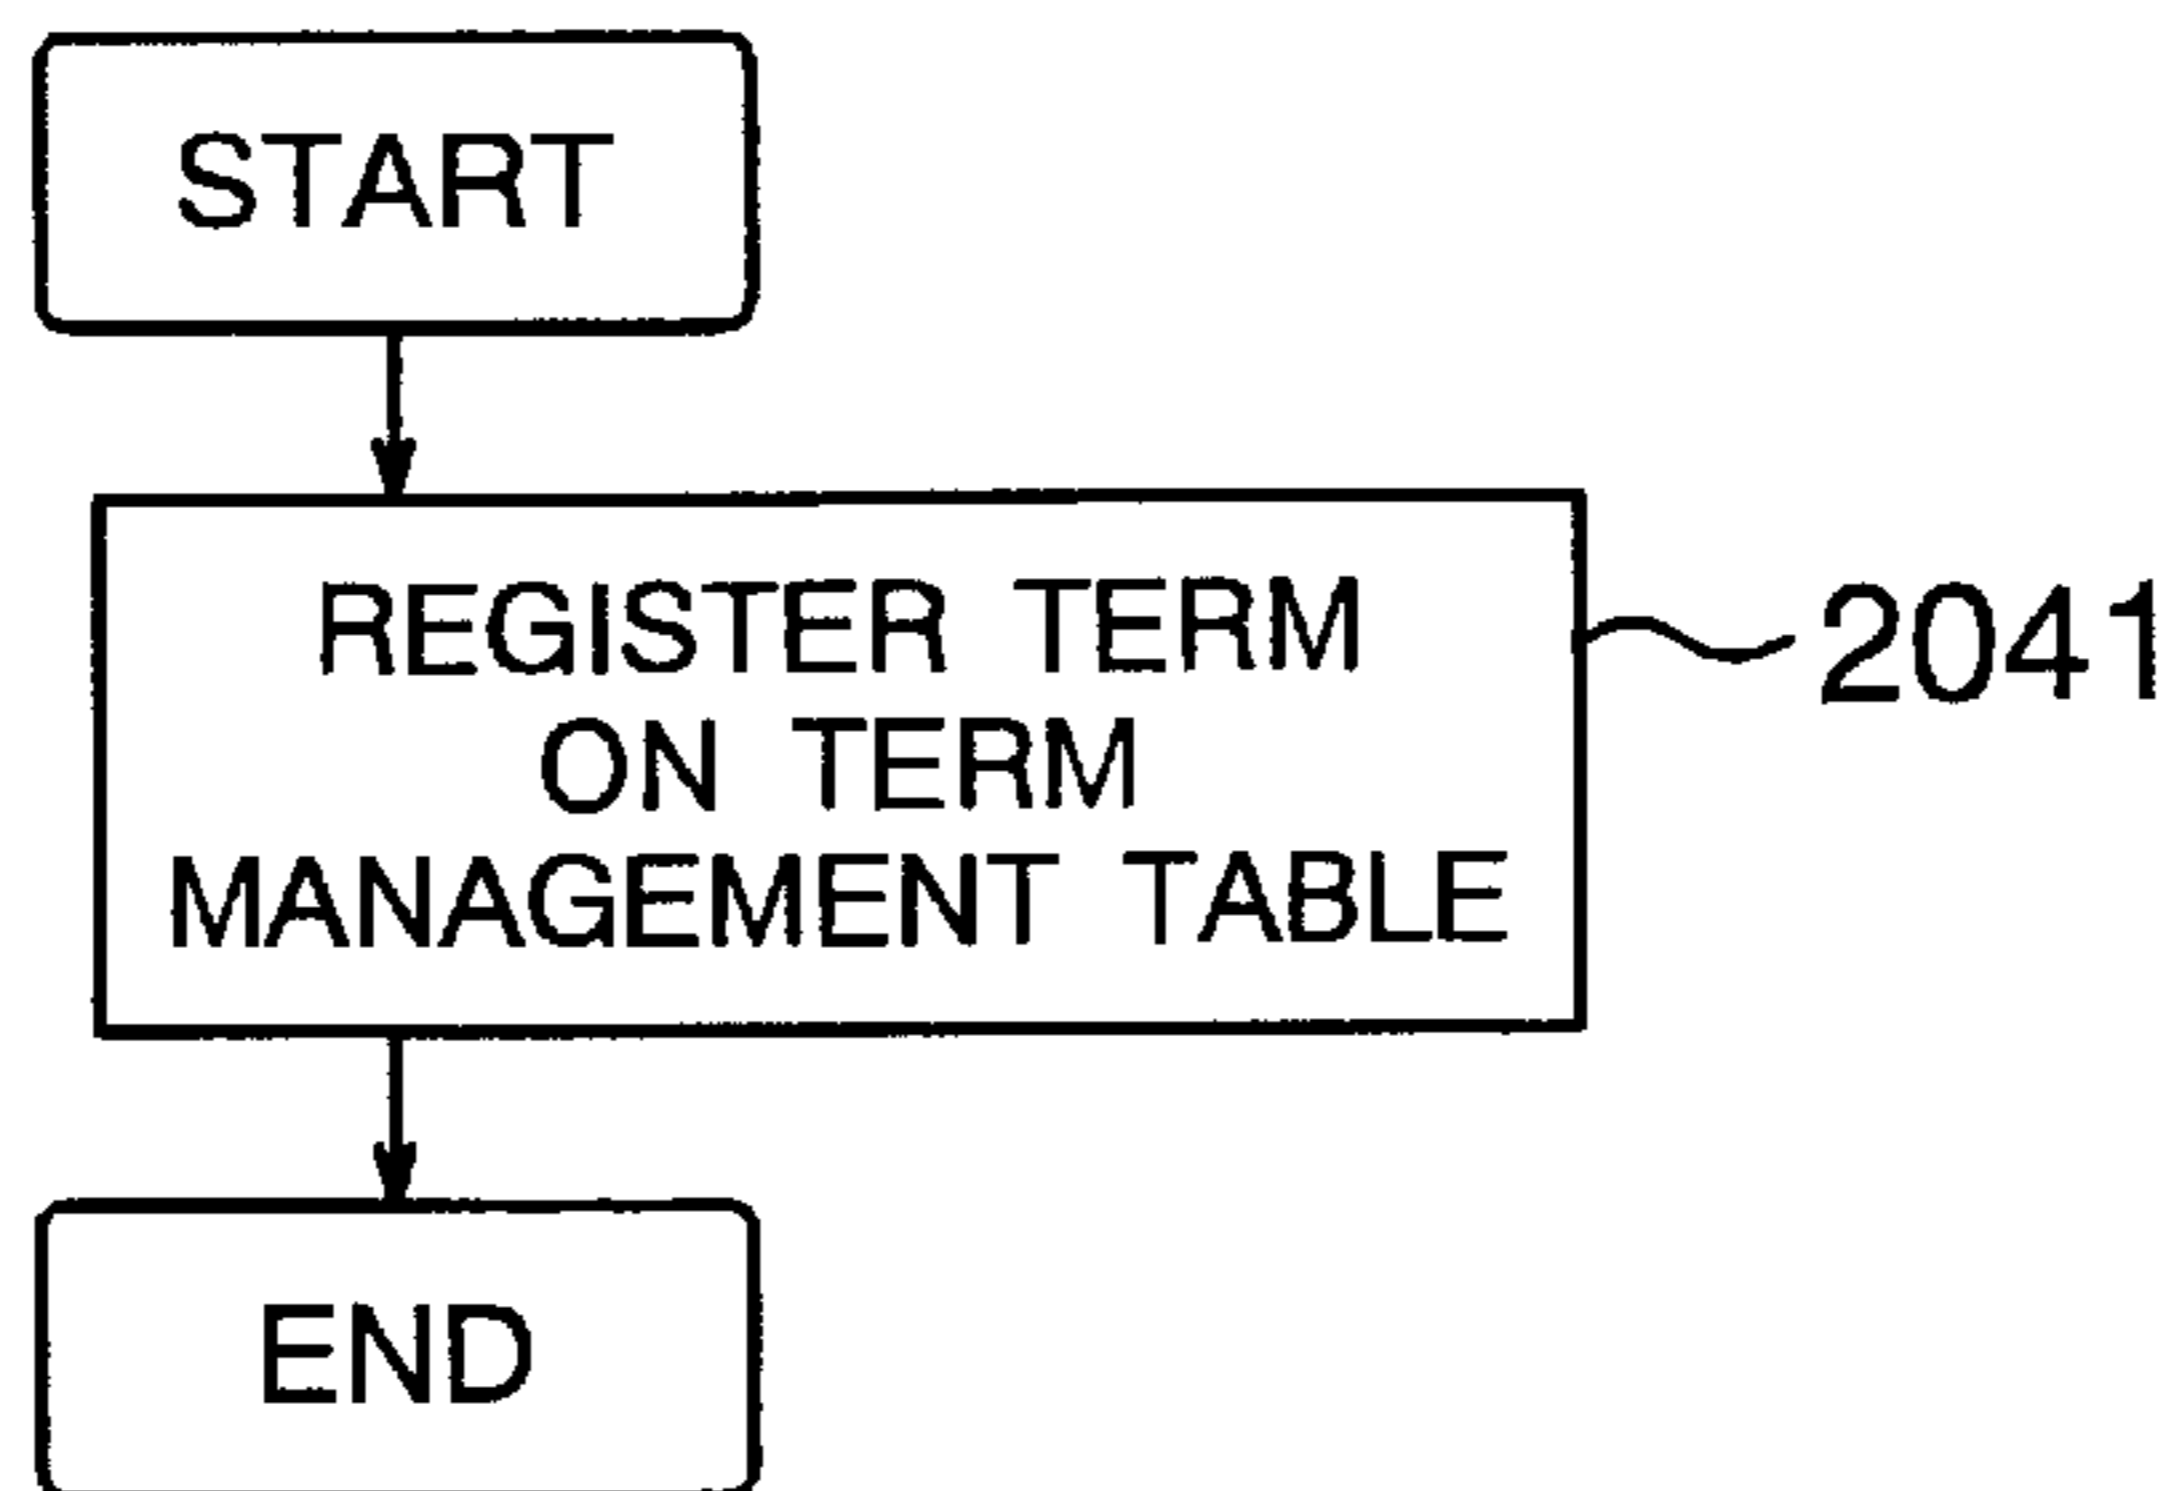 START
REGISTER TERM
ON TERM
MANAGEMENT TABLE
2041
END